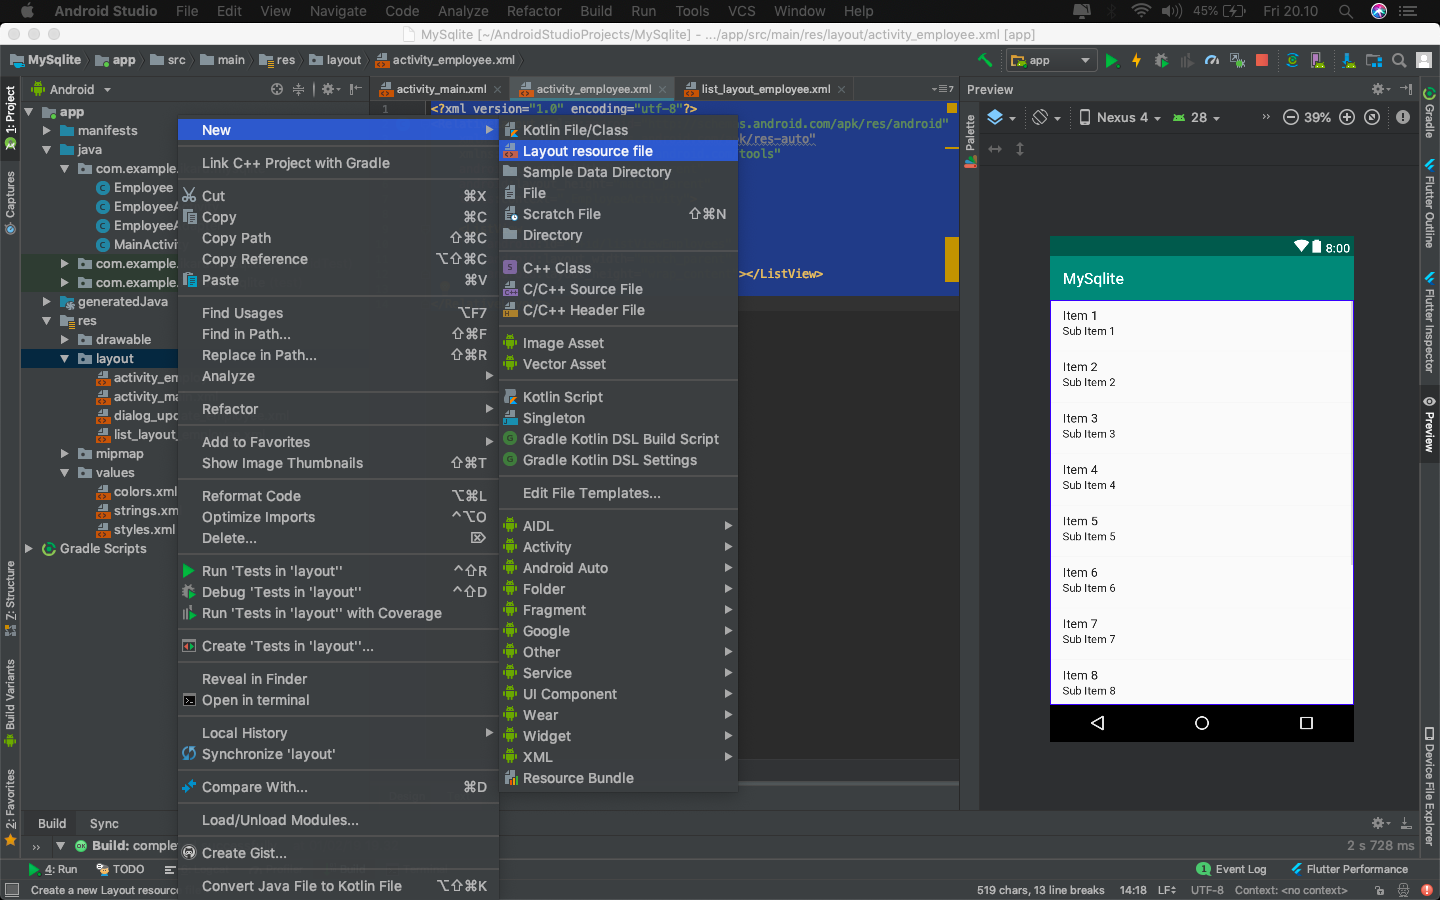 Android Studio File Edit View Navigate Code Analyze Refactor Build Run Tools VCS Window Help 45% Fri 20.10
MySqlite [~/AndroidStudioProjects/MySqlite] - .../app/src/main/res/layout/activity_employee.xml [app]
MySqlite app src main res layout activity_employee.xml app
Android activity_main.xml activity_employee.xml list_layout_employee.xml 7 Preview
1: Project
Captures
Z: Structure
Build Variants
2: Favorites
app
manifests
java
com.example.
Employee
EmployeeA
EmployeeA
MainActivi
com.example.
com.example.
generatedJava
res
drawable
layout
activity_em
activity_ma
dialog_upd
list_layout_
mipmap
values
colors.xml
strings.xm
styles.xml
Gradle Scripts
1 <?xml version="1.0" encoding="utf-8"?>
s.android.com/apk/res/android"
k/res-auto"
tools"
></ListView>
New
Link C++ Project with Gradle
Cut ⌘X
Copy ⌘C
Copy Path ⇧⌘C
Copy Reference ⌥⇧⌘C
Paste ⌘V
Find Usages ⌥F7
Find in Path... ⇧⌘F
Replace in Path... ⇧⌘R
Analyze
Refactor
Add to Favorites
Show Image Thumbnails ⇧⌘T
Reformat Code ⌥⌘L
Optimize Imports ^⌥O
Delete... ⌦
Run 'Tests in 'layout'' ^⇧R
Debug 'Tests in 'layout'' ^⇧D
Run 'Tests in 'layout'' with Coverage
Create 'Tests in 'layout''...
Reveal in Finder
Open in terminal
Local History
Synchronize 'layout'
Compare With... ⌘D
Load/Unload Modules...
Create Gist...
Convert Java File to Kotlin File ⌥⇧⌘K
Kotlin File/Class
Layout resource file
Sample Data Directory
File
Scratch File ⇧⌘N
Directory
C++ Class
C/C++ Source File
C/C++ Header File
Image Asset
Vector Asset
Kotlin Script
Singleton
Gradle Kotlin DSL Build Script
Gradle Kotlin DSL Settings
Edit File Templates...
AIDL
Activity
Android Auto
Folder
Fragment
Google
Other
Service
UI Component
Wear
Widget
XML
Resource Bundle
Palette
Nexus 4 28 39%
8:00
MySqlite
Item 1
Sub Item 1
Item 2
Sub Item 2
Item 3
Sub Item 3
Item 4
Sub Item 4
Item 5
Sub Item 5
Item 6
Sub Item 6
Item 7
Sub Item 7
Item 8
Sub Item 8
Gradle
Flutter Outline
Flutter Inspector
Preview
Device File Explorer
Build Sync
Build: comple 2 s 728 ms
4: Run TODO 1 Event Log Flutter Performance
Create a new Layout resource 519 chars, 13 line breaks 14:18 LF UTF-8 Context: <no context>